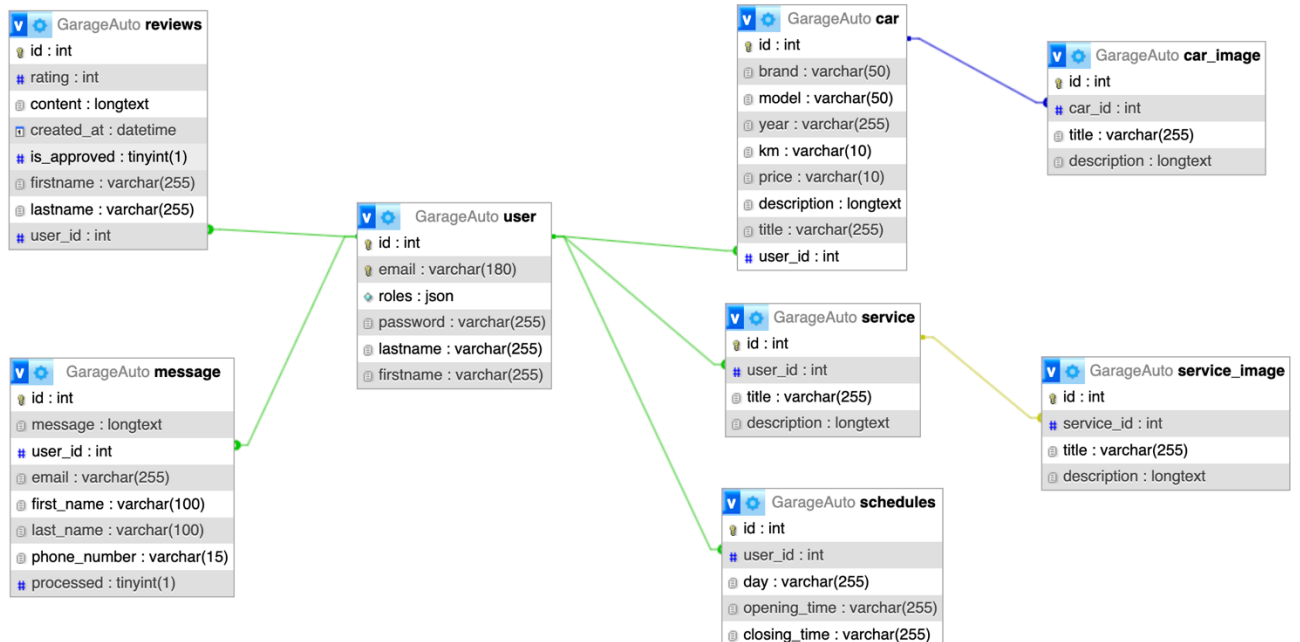 GarageAuto reviews
id : int
rating : int
content : longtext
created_at : datetime
is_approved : tinyint(1)
firstname : varchar(255)
lastname : varchar(255)
user_id : int
GarageAuto message
id : int
message : longtext
user_id : int
email : varchar(255)
first_name : varchar(100)
last_name : varchar(100)
phone_number : varchar(15)
processed : tinyint(1)
GarageAuto user
id : int
email : varchar(180)
roles : json
password : varchar(255)
lastname : varchar(255)
firstname : varchar(255)
GarageAuto car
id : int
brand : varchar(50)
model : varchar(50)
year : varchar(255)
km : varchar(10)
price : varchar(10)
description : longtext
title : varchar(255)
user_id : int
GarageAuto service
id : int
user_id : int
title : varchar(255)
description : longtext
GarageAuto schedules
id : int
user_id : int
day : varchar(255)
opening_time : varchar(255)
closing_time : varchar(255)
GarageAuto car_image
id : int
car_id : int
title : varchar(255)
description : longtext
GarageAuto service_image
id : int
service_id : int
title : varchar(255)
description : longtext